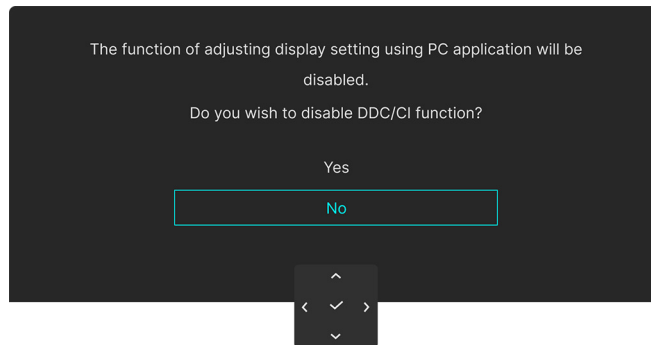 The function of adjusting display setting using PC application will be
disabled.
Do you wish to disable DDC/CI function?
Yes
No